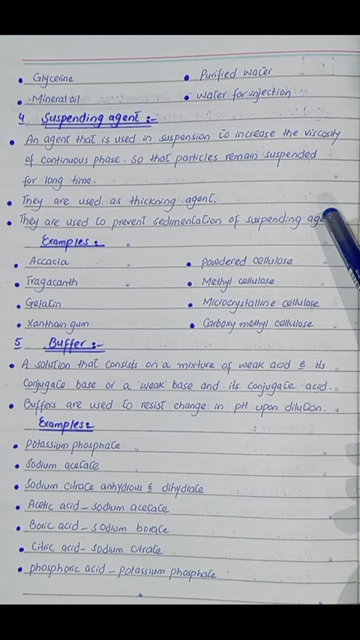 • Glycerine • Purified water
• Mineral oil • Water for injection
4 Suspending agent :-
• An agent that is used in suspension to increase the viscosity
of continuous phase. So that particles remain suspended
for long time.
• They are used as thickning agent.
• They are used to prevent sedimentation of suspending ag
Examples :
• Accacia • Powdered cellulose
• Tragacanth • Methyl cellulose
• Gelatin • Microcrystalline cellulose
• Xanthan gum • Carboxy methyl cellulose
5 Buffer :-
• A solution that consists on a mixture of weak acid & its
conjugate base or a weak base and its conjugate acid.
• Buffers are used to resist change in pH upon dilution.
Examples :
• Potassium phosphate
• Sodium acetate
• Sodium citrate anhydrous & dihydrate
• Acetic acid - sodium acetate
• Boric acid - sodium borate
• Citric acid - sodium citrate
• phosphoric acid - potassium phosphate